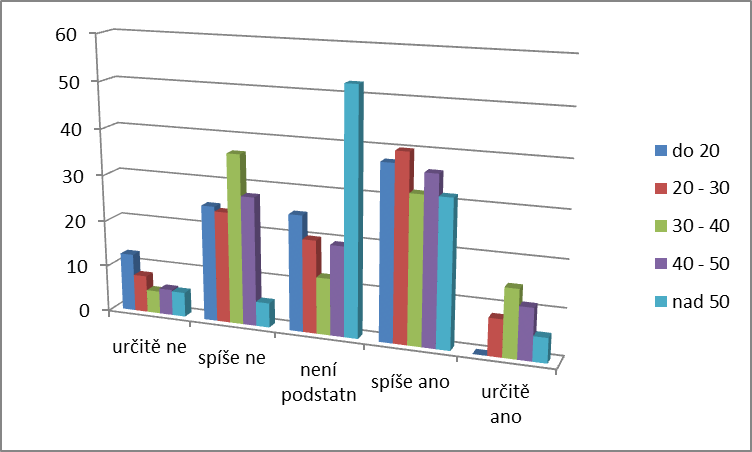 60
50
40
30
20
10
0
určitě ne
spíše ne
není
podstatn
spíše ano
určitě
ano
do 20
20 - 30
30 - 40
40 - 50
nad 50